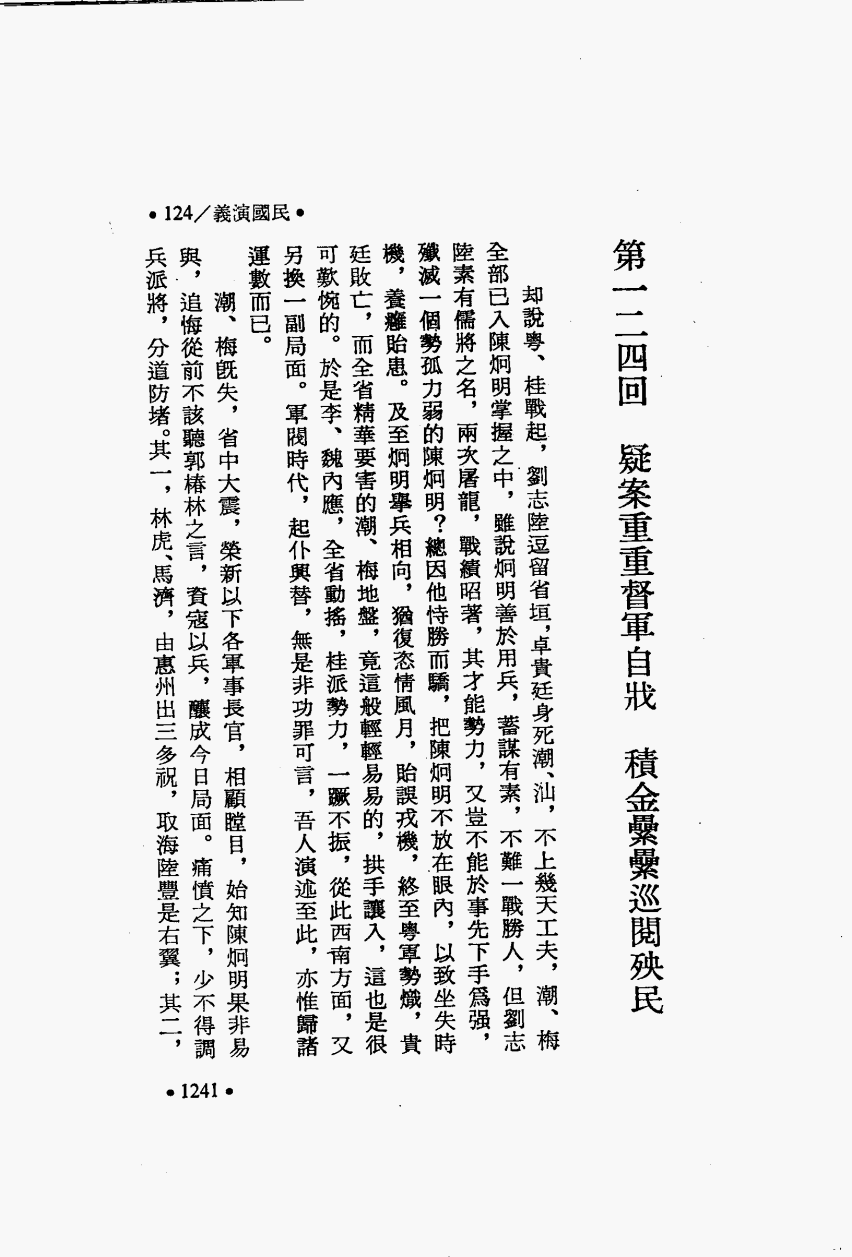 •124／義演國民•
第一二四回　疑案重重督軍自戕　積金纍纍巡閱殃民
却說粵、桂戰起，劉志陸逗留省垣，卓貴廷身死潮、汕，不上幾天工夫，潮、梅
全部已入陳炯明掌握之中，雖說炯明善於用兵，蓄謀有素，不難一戰勝人，但劉志
陸素有儒將之名，兩次屠龍，戰績昭著，其才能勢力，又豈不能於事先下手爲强，
殲滅一個勢孤力弱的陳炯明？總因他恃勝而驕，把陳炯明不放在眼內，以致坐失時
機，養癰貽患。及至炯明舉兵相向，猶復恣情風月，貽誤戎機，終至粵軍勢熾，貴
廷敗亡，而全省精華要害的潮、梅地盤，竟這般輕輕易易的，拱手讓入，這也是很
可歎惋的。於是李、魏內應，全省動搖，桂派勢力，一蹶不振，從此西南方面，又
另換一副局面。軍閥時代，起仆興替，無是非功罪可言，吾人演述至此，亦惟歸諸
運數而已。
潮、梅旣失，省中大震，榮新以下各軍事長官，相顧瞠目，始知陳炯明果非易
與，追悔從前不該聽郭椿林之言，資寇以兵，釀成今日局面。痛憤之下，少不得調
兵派將，分道防堵。其一，林虎、馬濟，由惠州出三多祝，取海陸豐是右翼；其二，
•1241•